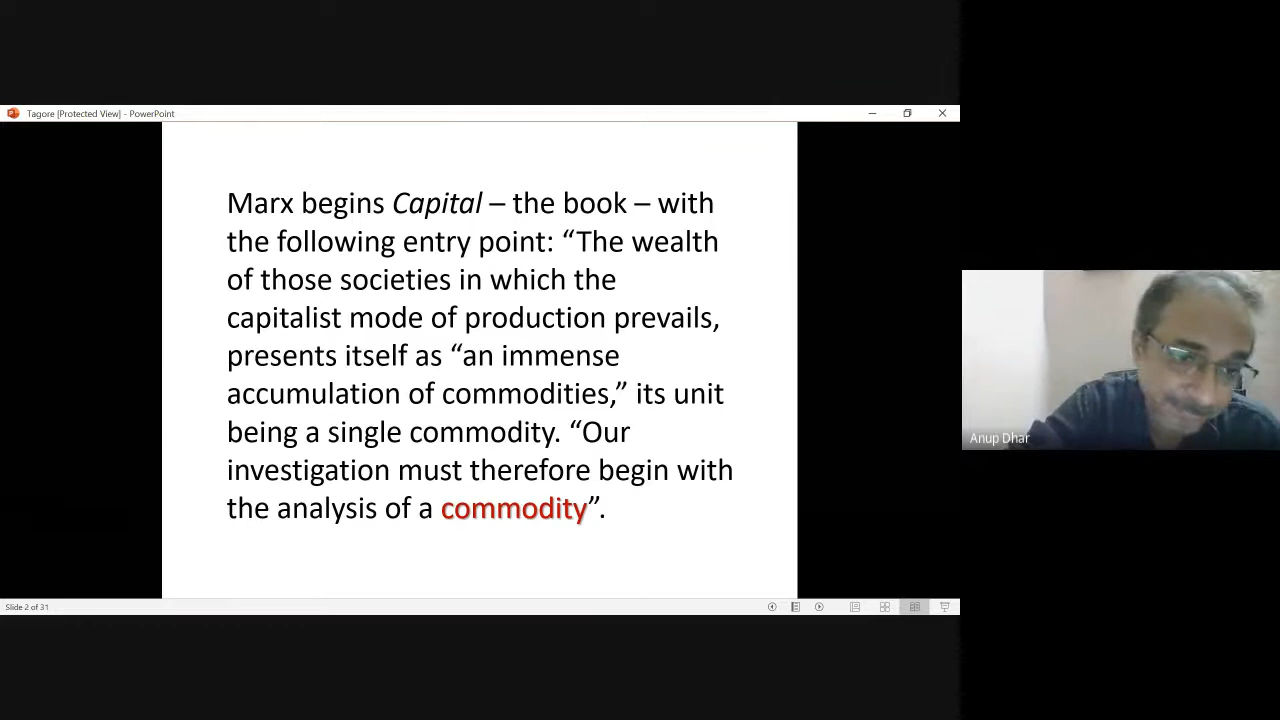 Tagore [Protected View] - PowerPoint
Marx begins Capital – the book – with
the following entry point: “The wealth
of those societies in which the
capitalist mode of production prevails,
presents itself as “an immense
accumulation of commodities,” its unit
being a single commodity. “Our
investigation must therefore begin with
the analysis of a commodity”.
Anup Dhar
Slide 2 of 31